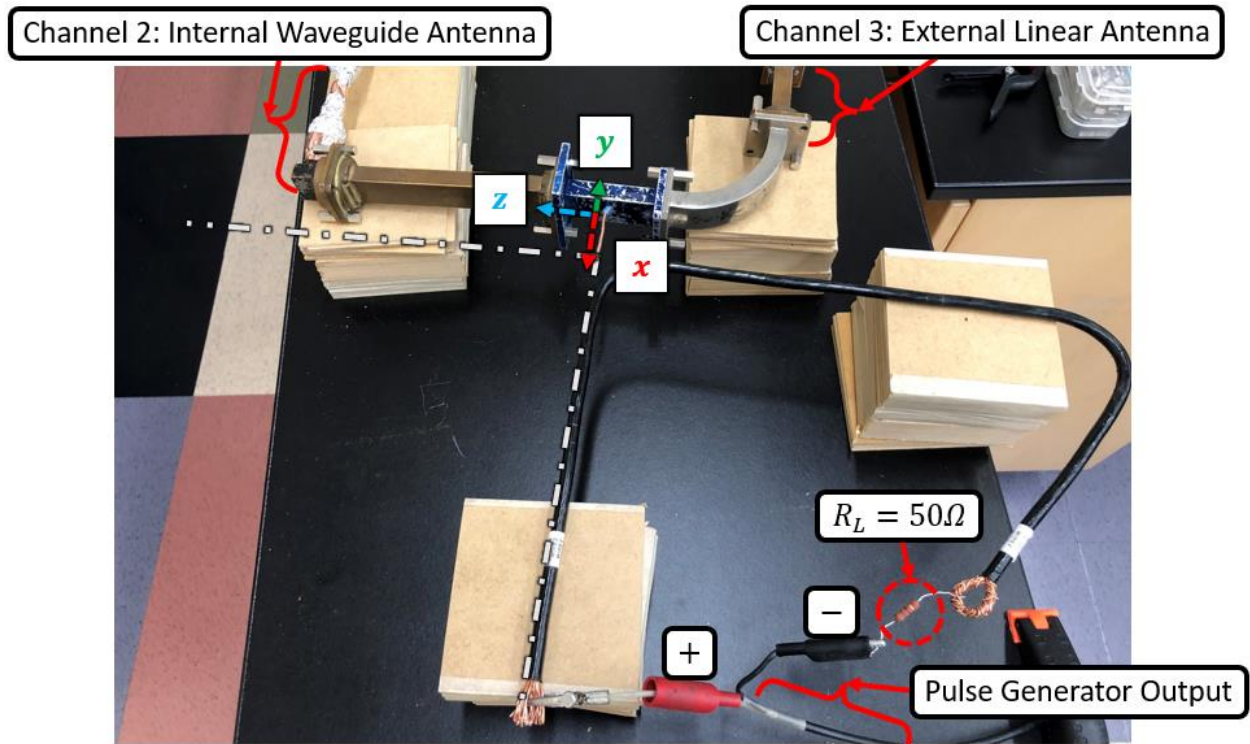 Channel 2: Internal Waveguide Antenna
Channel 3: External Linear Antenna
y
z
x
R_L = 50Ω
−
+
Pulse Generator Output